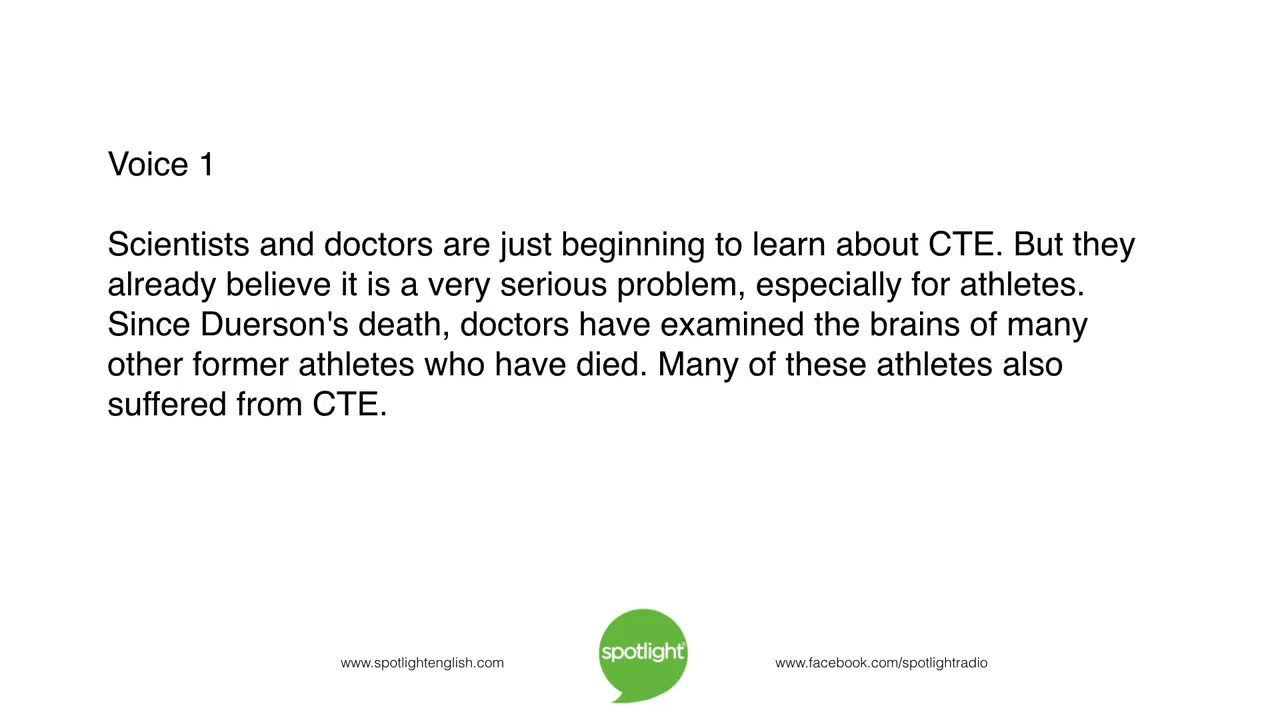 Voice 1
Scientists and doctors are just beginning to learn about CTE. But they
already believe it is a very serious problem, especially for athletes.
Since Duerson's death, doctors have examined the brains of many
other former athletes who have died. Many of these athletes also
suffered from CTE.
www.spotlightenglish.com
spotlight
www.facebook.com/spotlightradio